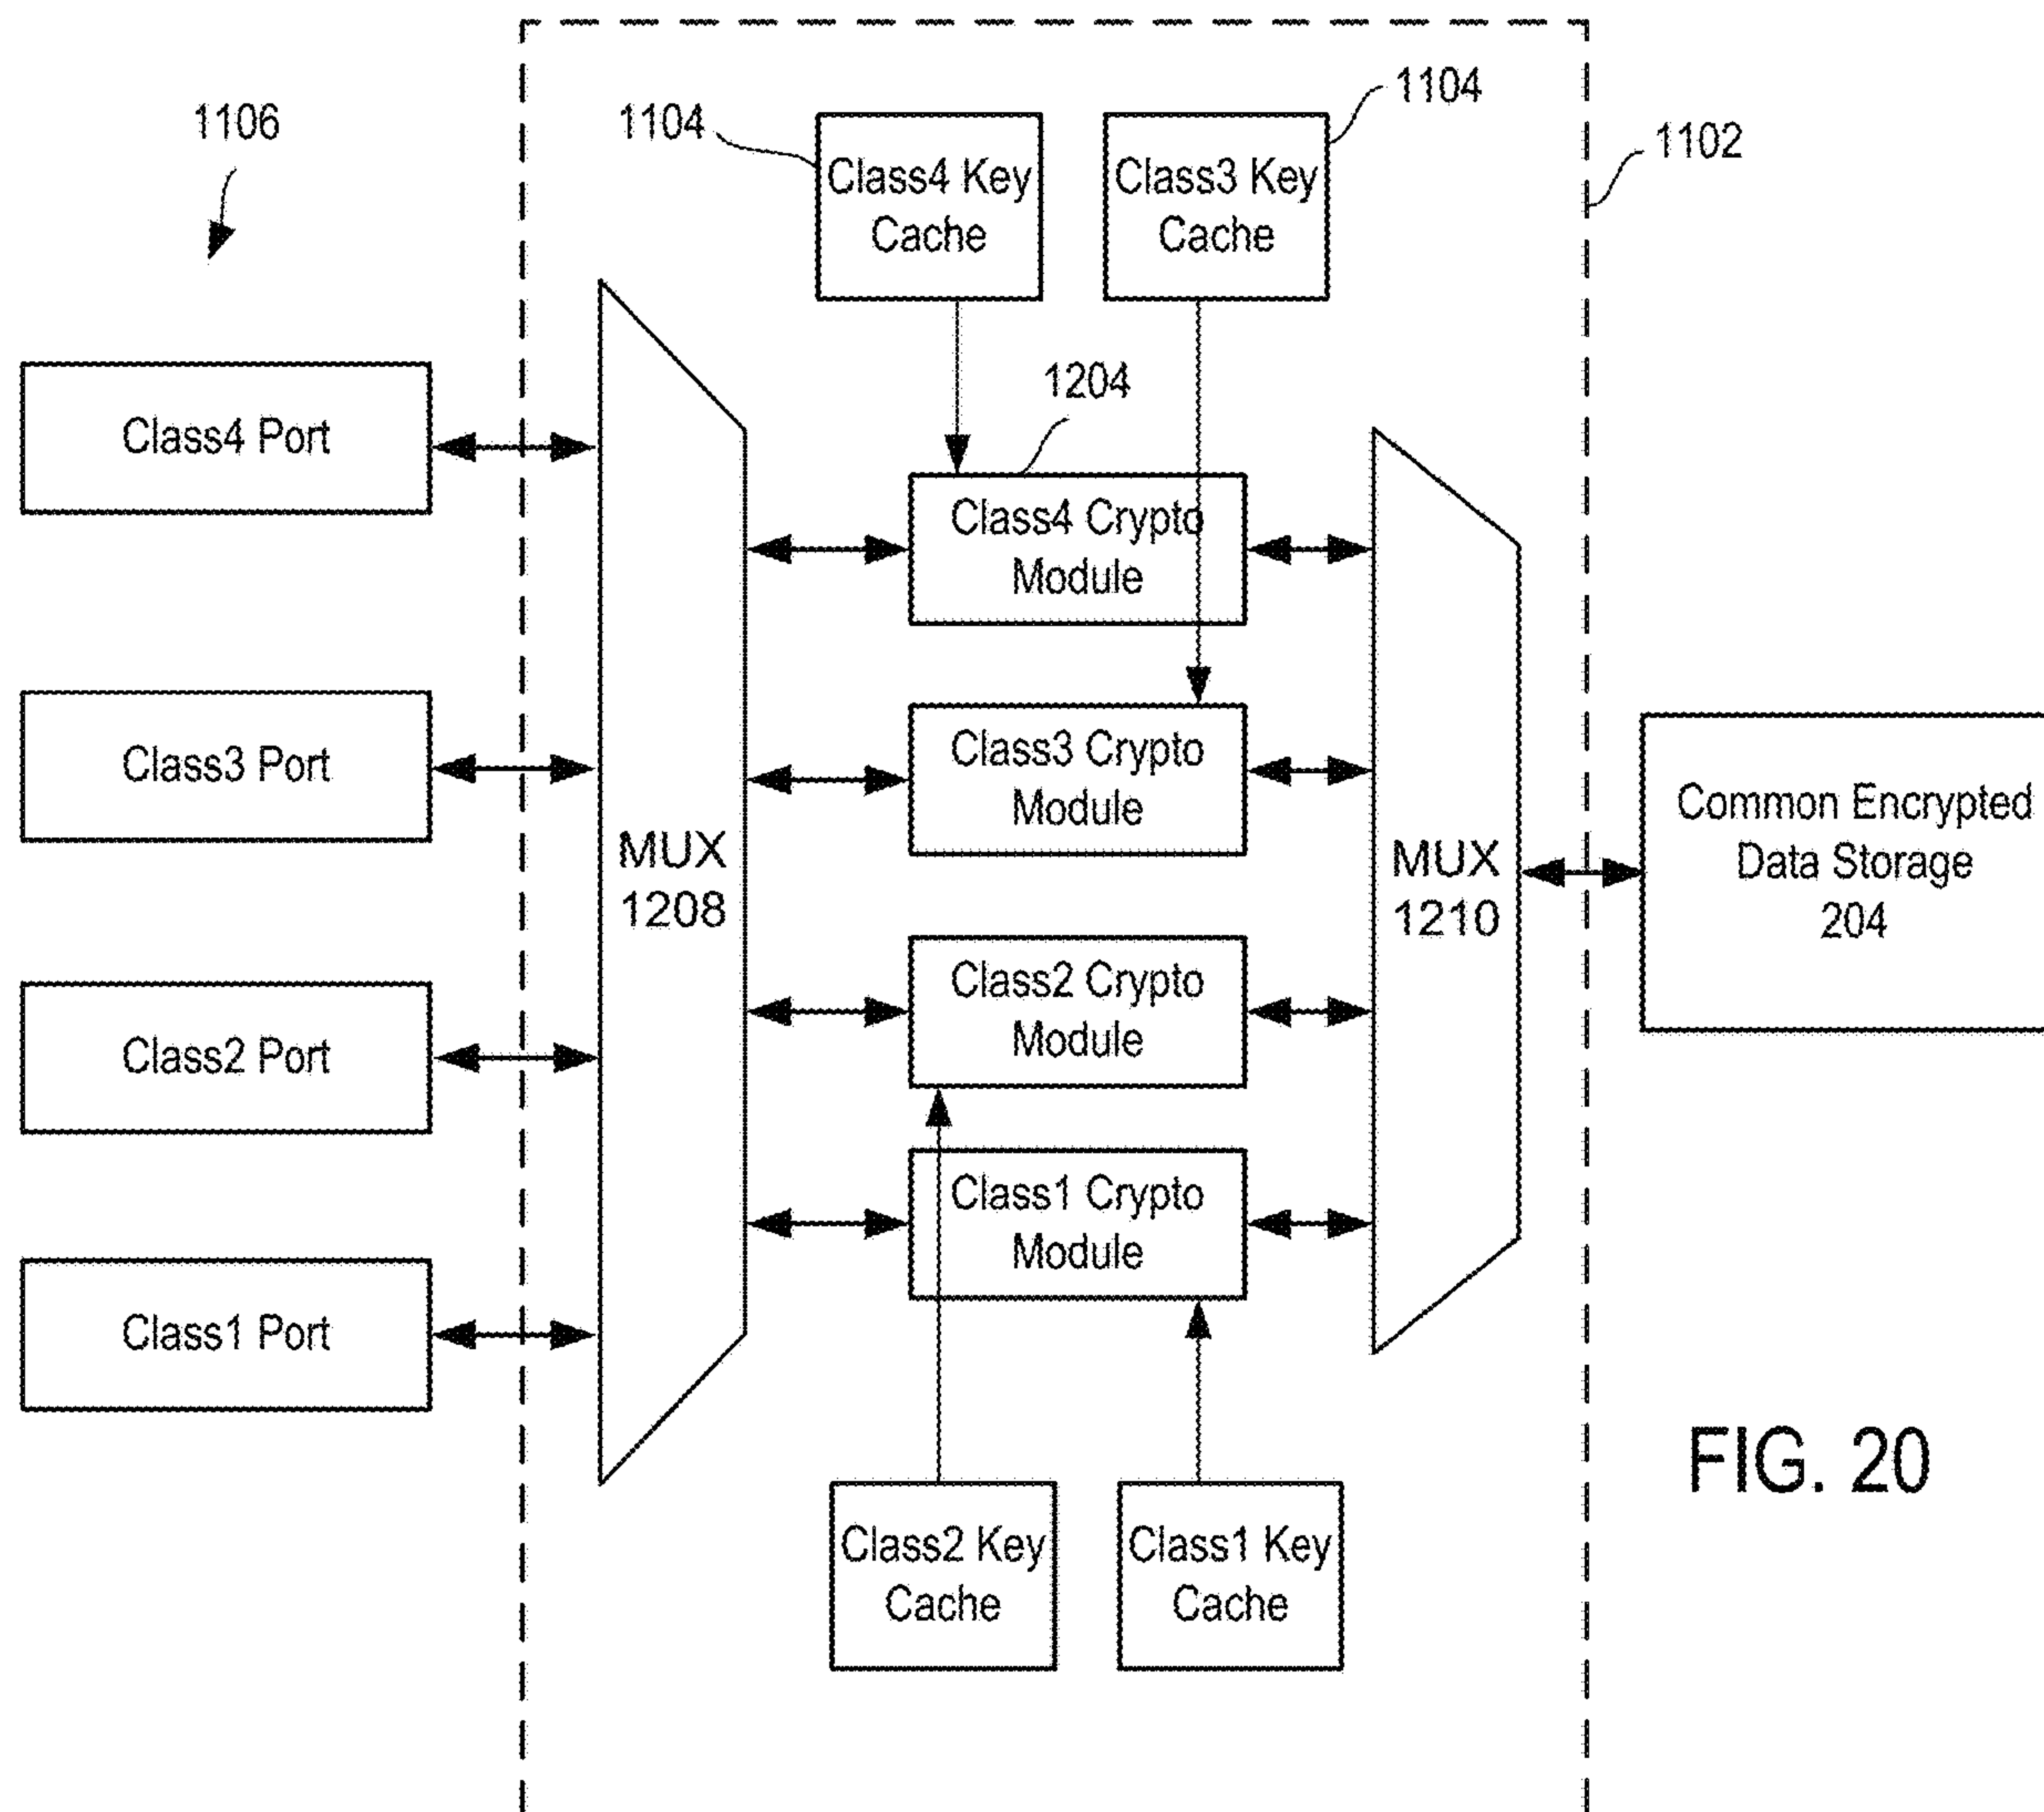 1106
1104
1104
1102
Class4 Key
Cache
Class3 Key
Cache
1204
Class4 Port
Class3 Port
Class2 Port
Class1 Port
MUX
1208
Class4 Crypto
Module
Class3 Crypto
Module
Class2 Crypto
Module
Class1 Crypto
Module
MUX
1210
Common Encrypted
Data Storage
204
Class2 Key
Cache
Class1 Key
Cache
FIG. 20